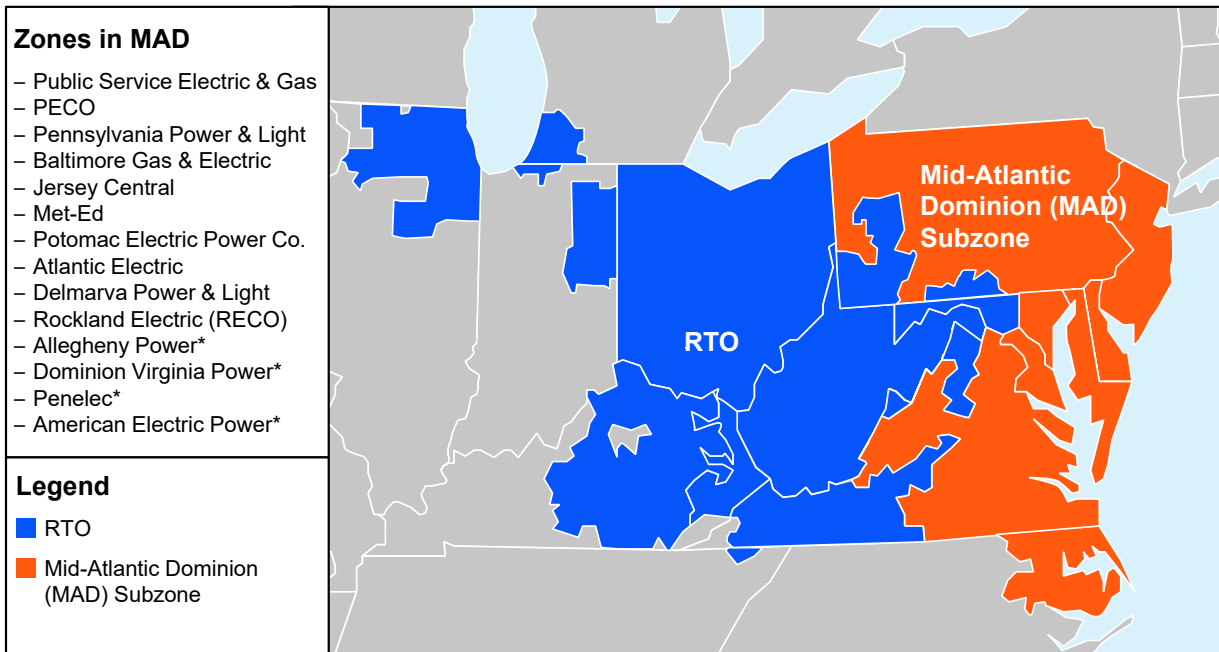 Zones in MAD
– Public Service Electric & Gas
– PECO
– Pennsylvania Power & Light
– Baltimore Gas & Electric
– Jersey Central
– Met-Ed
– Potomac Electric Power Co.
– Atlantic Electric
– Delmarva Power & Light
– Rockland Electric (RECO)
– Allegheny Power*
– Dominion Virginia Power*
– Penelec*
– American Electric Power*
Legend
RTO
Mid-Atlantic Dominion
(MAD) Subzone
Mid-Atlantic
Dominion (MAD)
Subzone
RTO